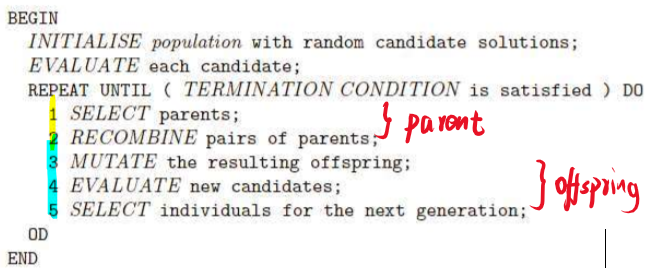 BEGIN
INITIALISE population with random candidate solutions;
EVALUATE each candidate;
REPEAT UNTIL ( TERMINATION CONDITION is satisfied ) DO
1 SELECT parents;
2 RECOMBINE pairs of parents;
} parent
3 MUTATE the resulting offspring;
4 EVALUATE new candidates;
5 SELECT individuals for the next generation;
} offspring
OD
END